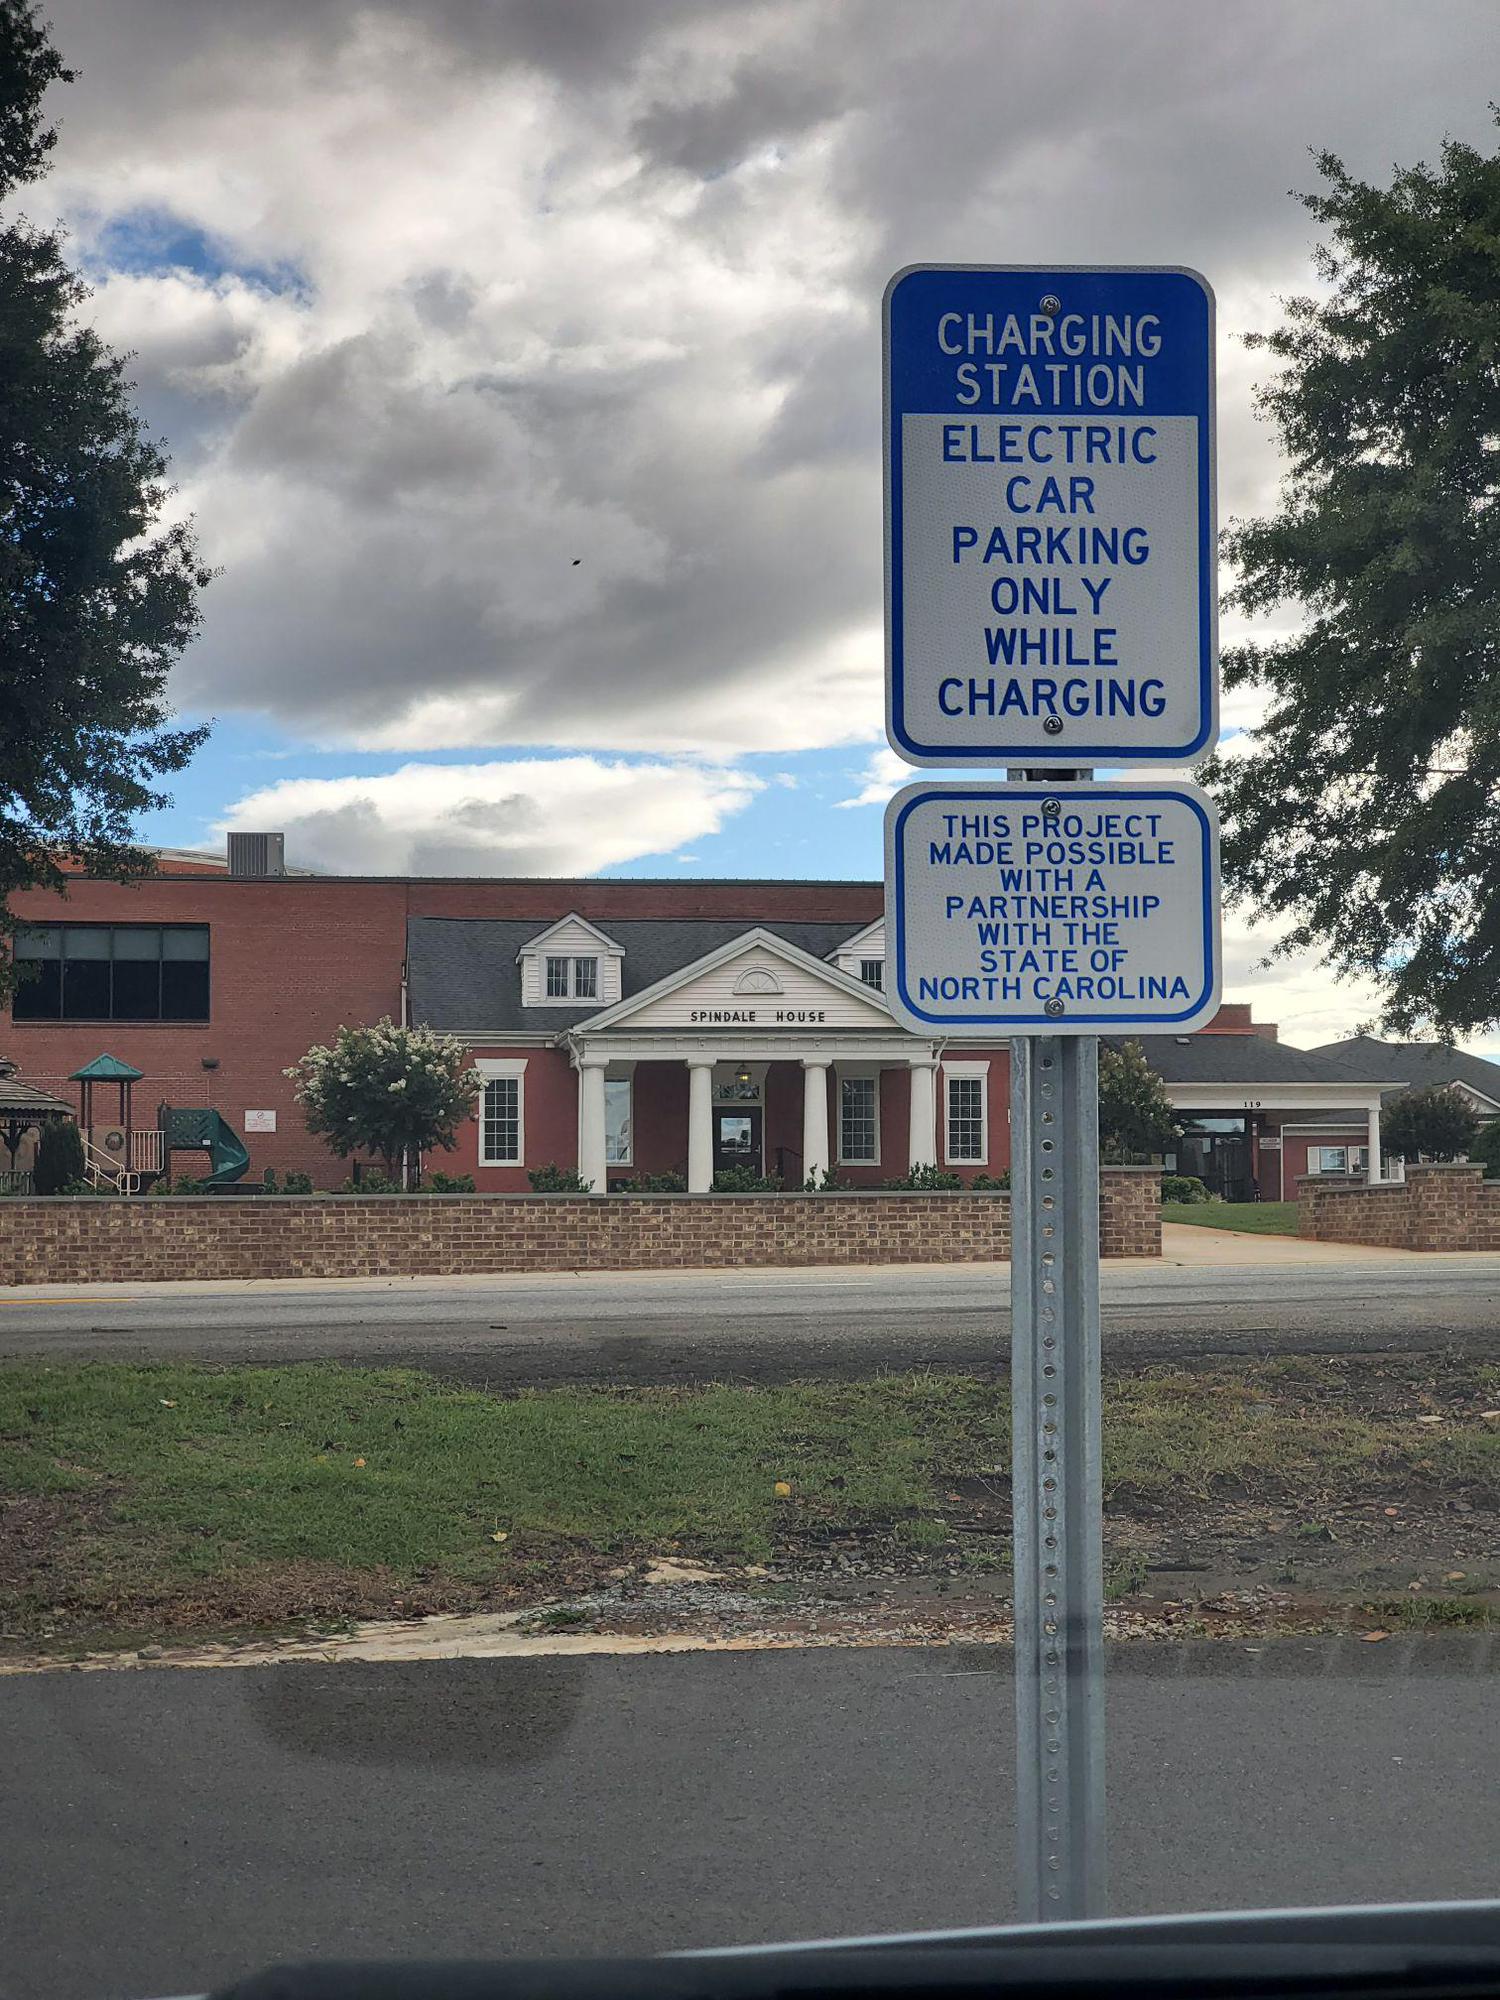 CHARGING
STATION
ELECTRIC
CAR
PARKING
ONLY
WHILE
CHARGING
THIS PROJECT
MADE POSSIBLE
WITH A
PARTNERSHIP
WITH THE
STATE OF
NORTH CAROLINA
SPINDALE HOUSE
119